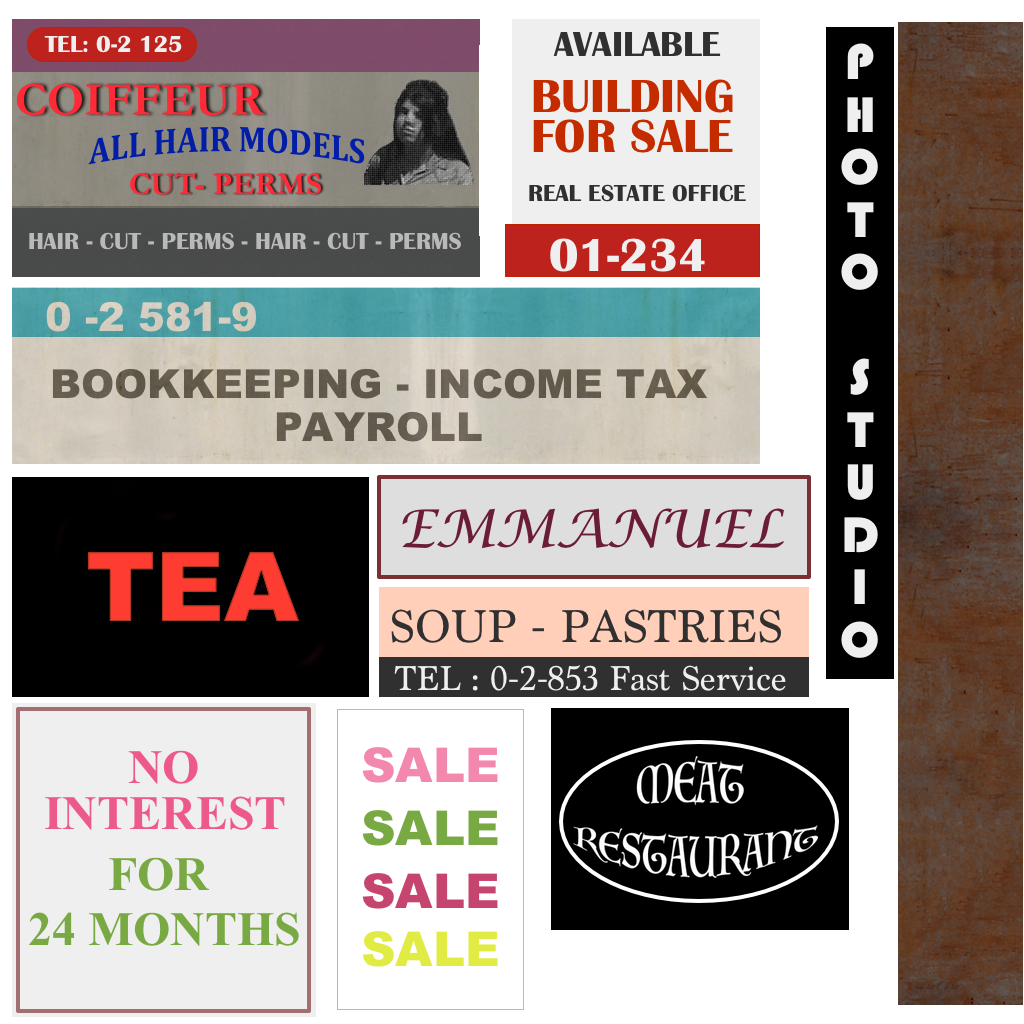 TEL: 0-2 125
COIFFEUR
ALL HAIR MODELS
CUT- PERMS
HAIR - CUT - PERMS - HAIR - CUT - PERMS
AVAILABLE
BUILDING
FOR SALE
REAL ESTATE OFFICE
01-234
PHOTO STUDIO
0 -2 581-9
BOOKKEEPING - INCOME TAX
PAYROLL
TEA
EMMANUEL
SOUP - PASTRIES
TEL : 0-2-853 Fast Service
NO
INTEREST
FOR
24 MONTHS
SALE
SALE
SALE
SALE
MEAT
RESTAURANT